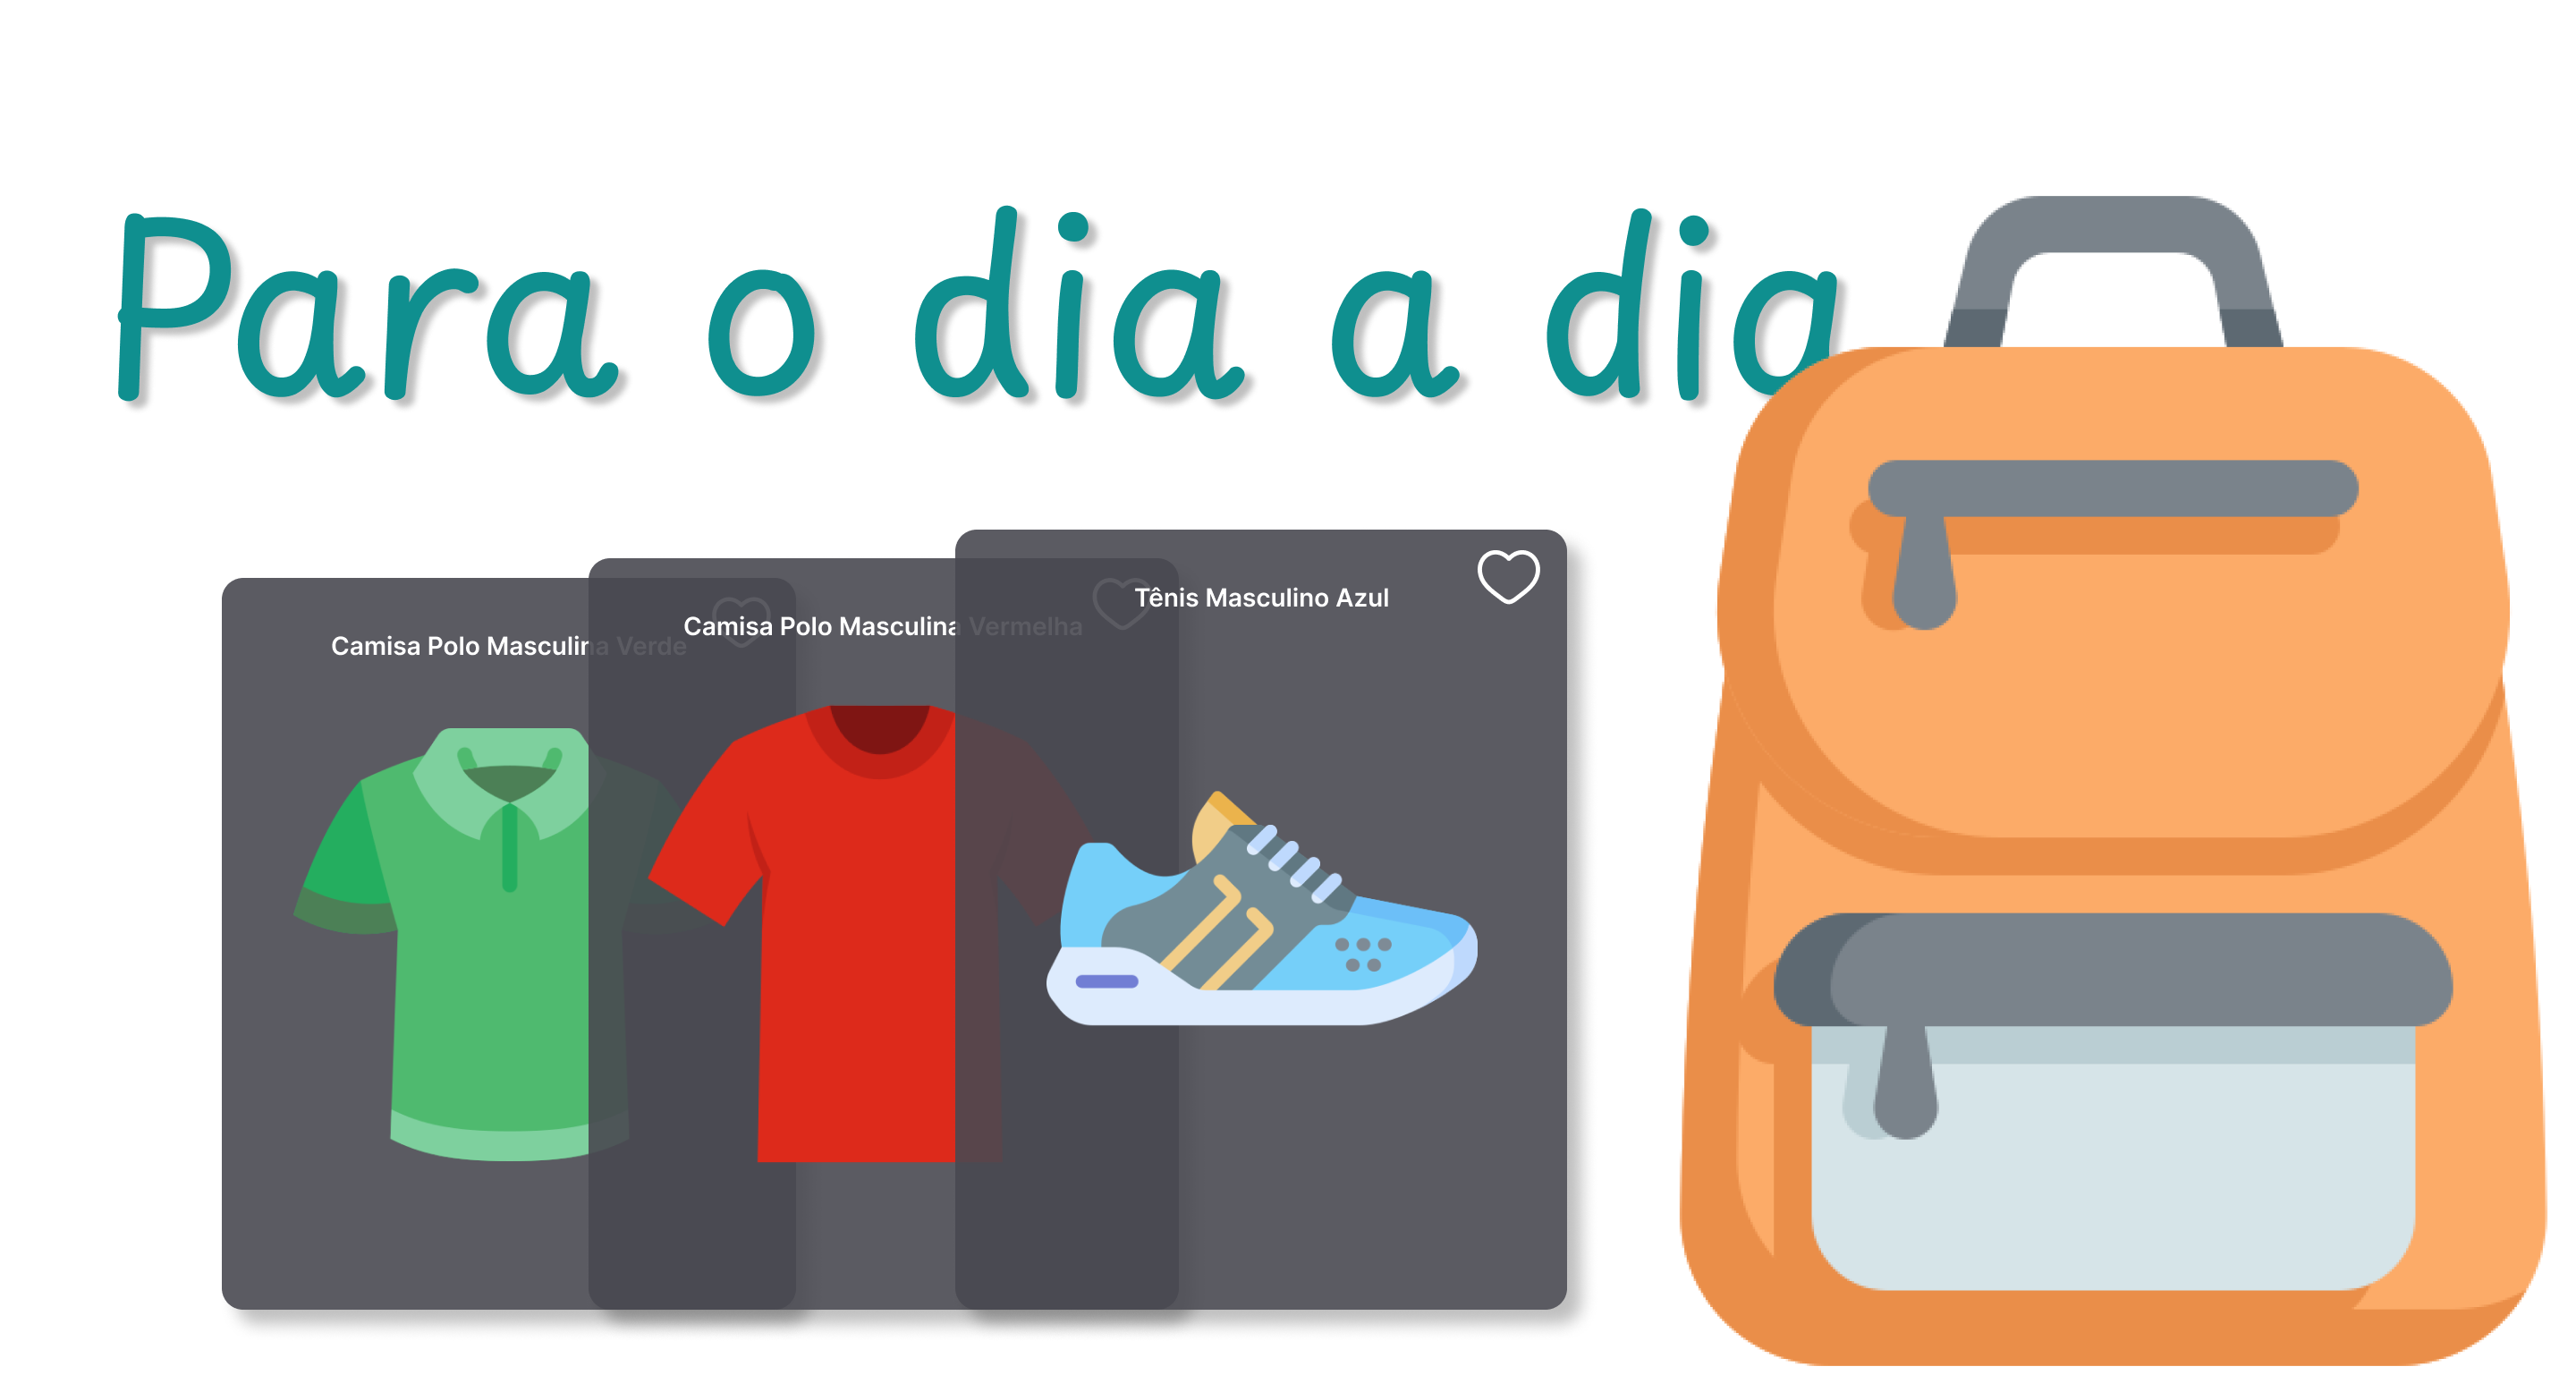 Para o dia a dia
Camisa Polo Masculina Verde
Camisa Polo Masculina Vermelha
Tênis Masculino Azul